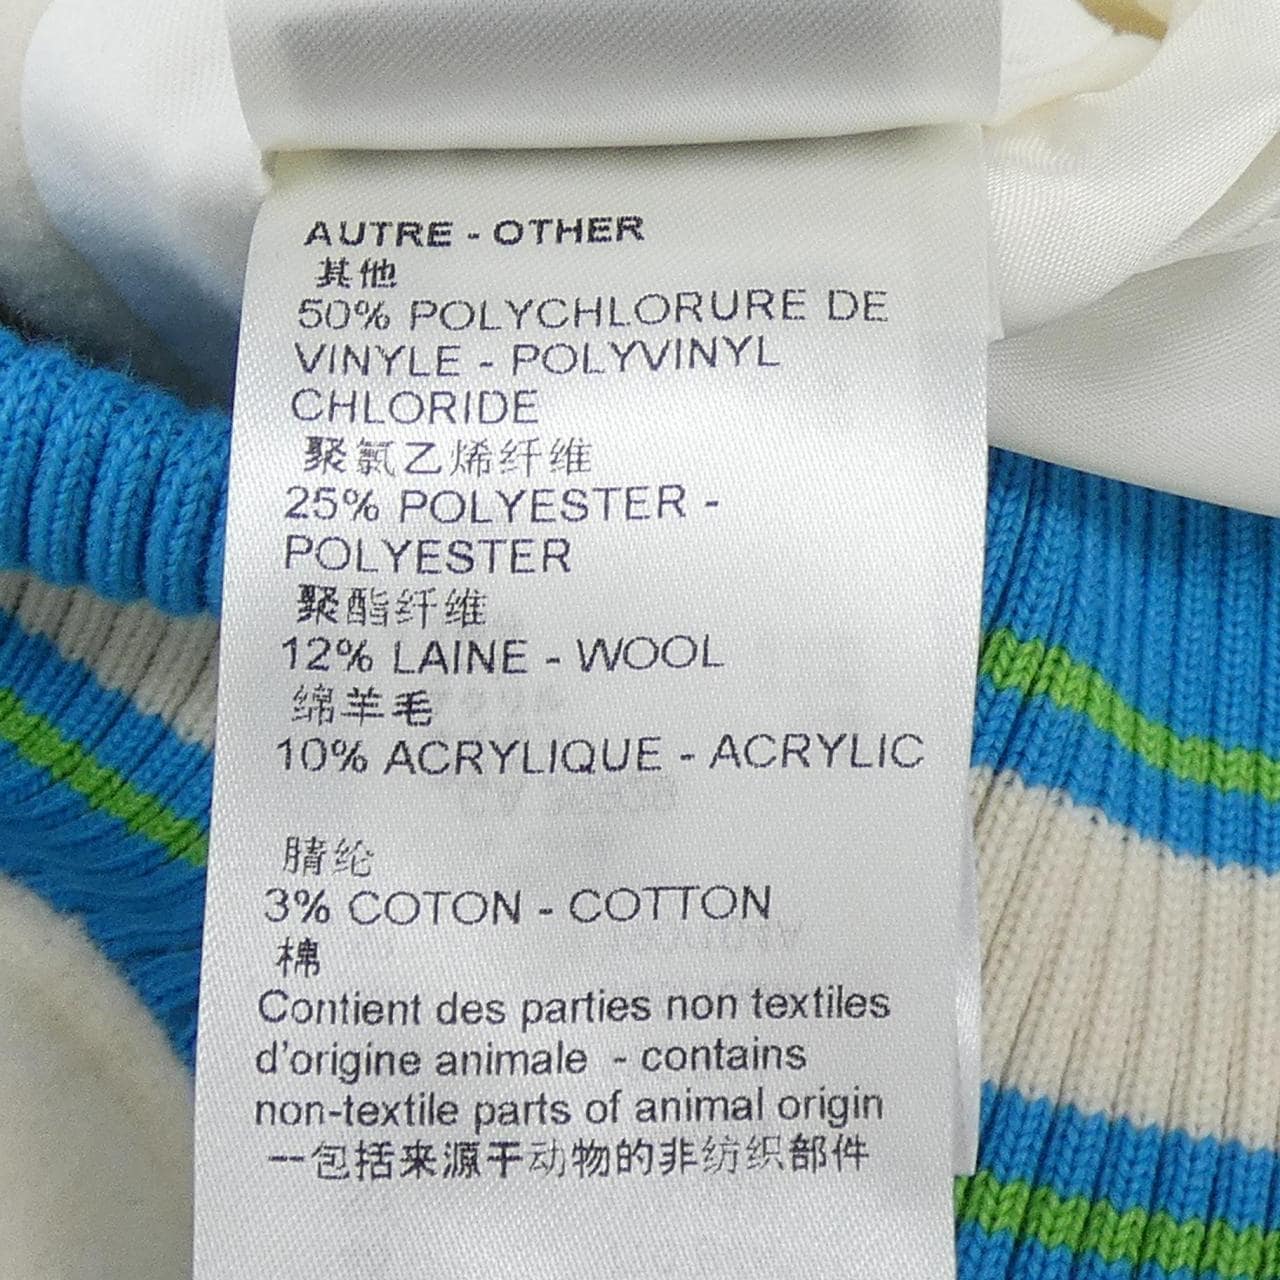 AUTRE - OTHER
其他
50% POLYCHLORURE DE
VINYLE - POLYVINYL
CHLORIDE
聚氯乙烯纤维
25% POLYESTER -
POLYESTER
聚酯纤维
12% LAINE - WOOL
绵羊毛
10% ACRYLIQUE - ACRYLIC
腈纶
3% COTON - COTTON
棉
Contient des parties non textiles
d'origine animale - contains
non-textile parts of animal origin
一包括来源于动物的非纺织部件